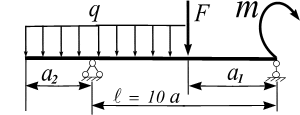 q
F
m
a₂
a₁
ℓ = 10 a